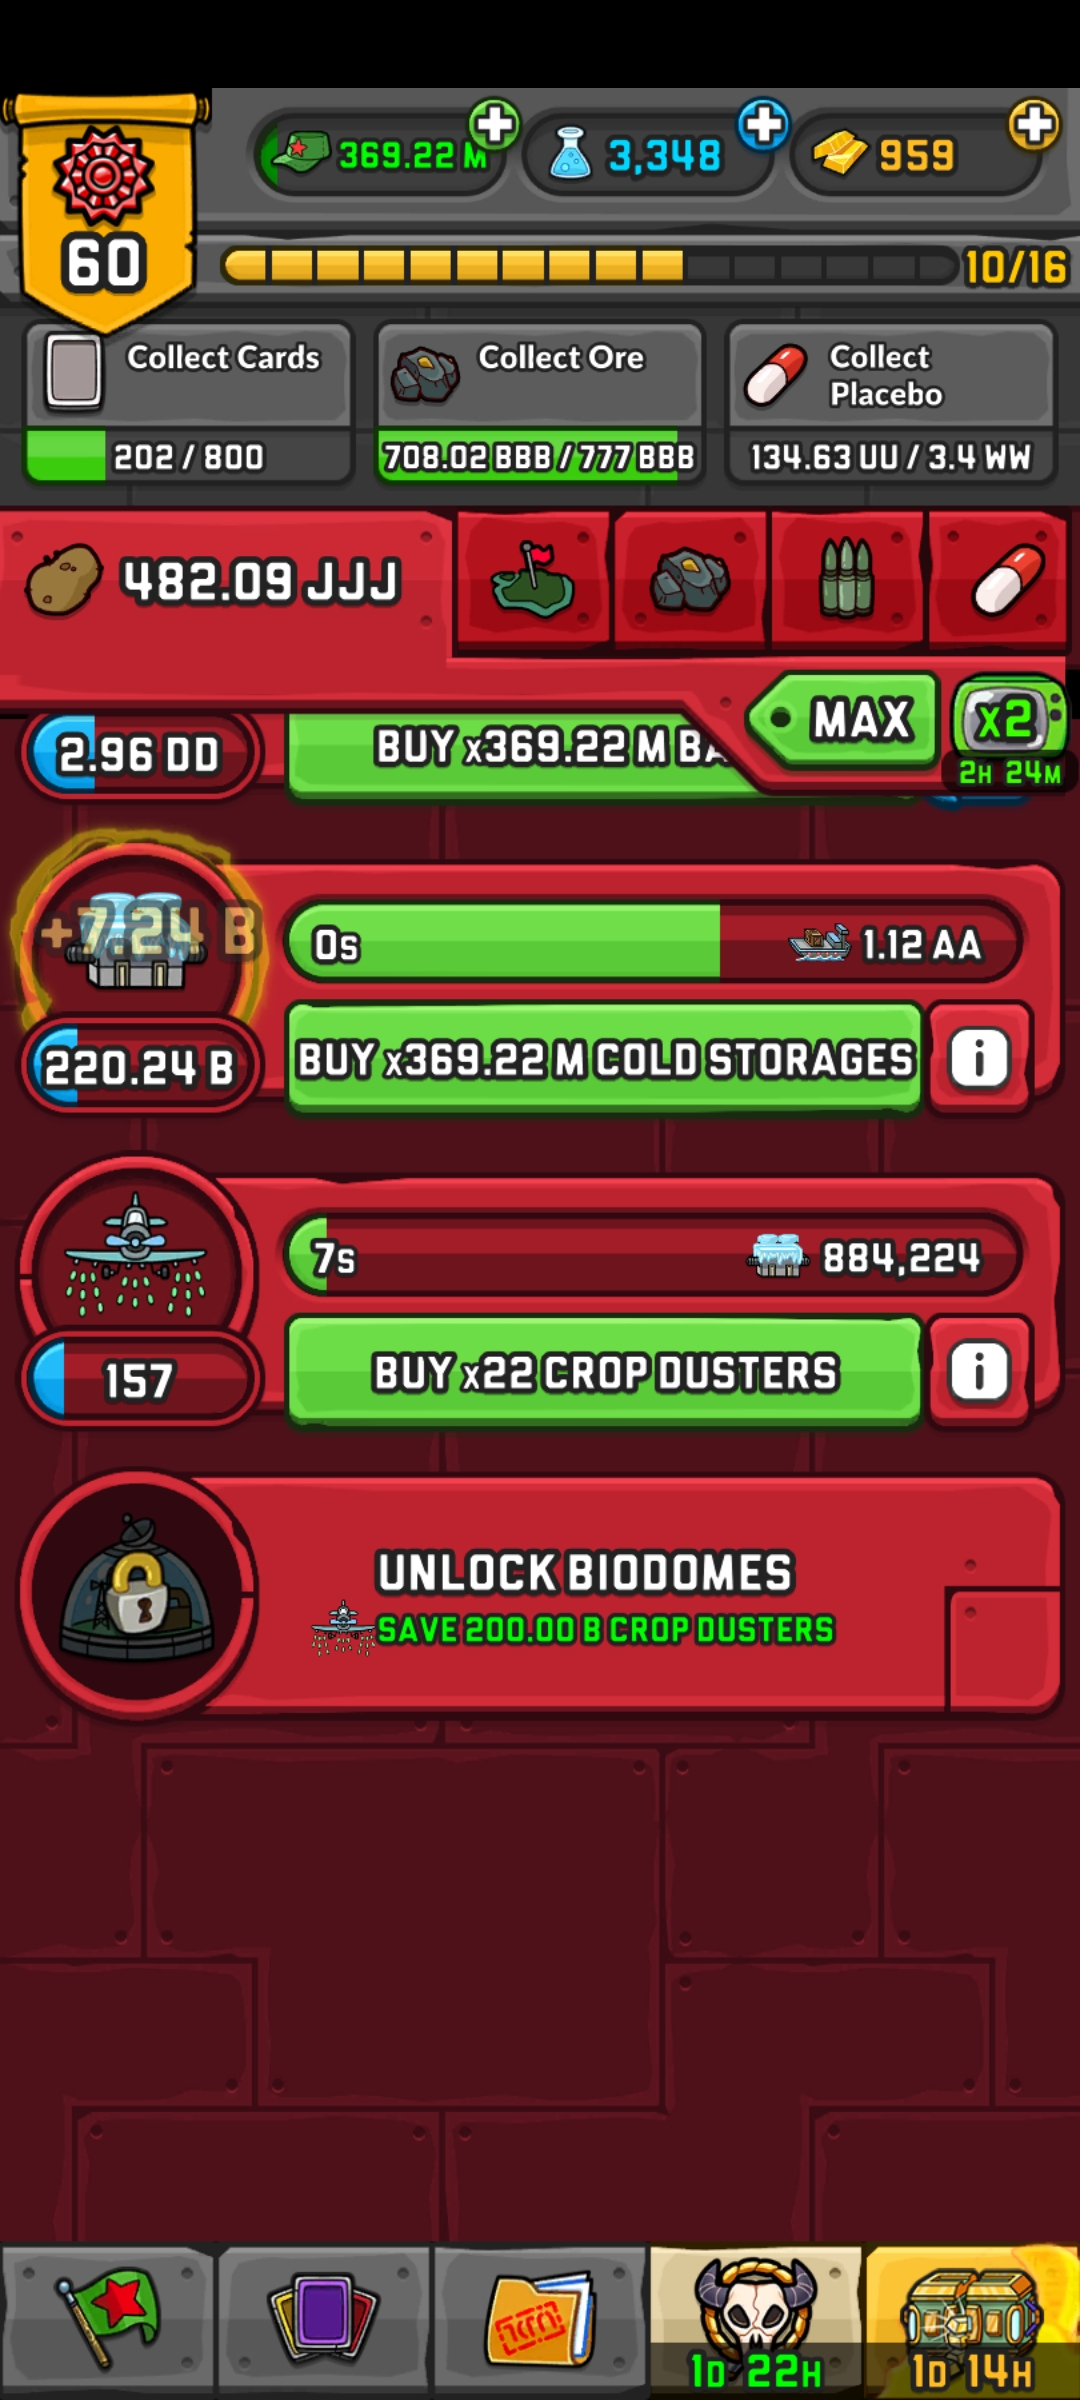 369.22 M
3,348
959
60
10/16
Collect Cards
202 / 800
Collect Ore
708.02 BBB / 777 BBB
Collect
Placebo
134.63 UU / 3.4 WW
482.09 JJJ
MAX
x2
2H 24M
2.96 DD
BUY x369.22 M BA
+7.24 B
0s
1.12 AA
220.24 B
BUY x369.22 M COLD STORAGES
i
7s
884,224
157
BUY x22 CROP DUSTERS
i
UNLOCK BIODOMES
SAVE 200.00 B CROP DUSTERS
1D 22H
1D 14H